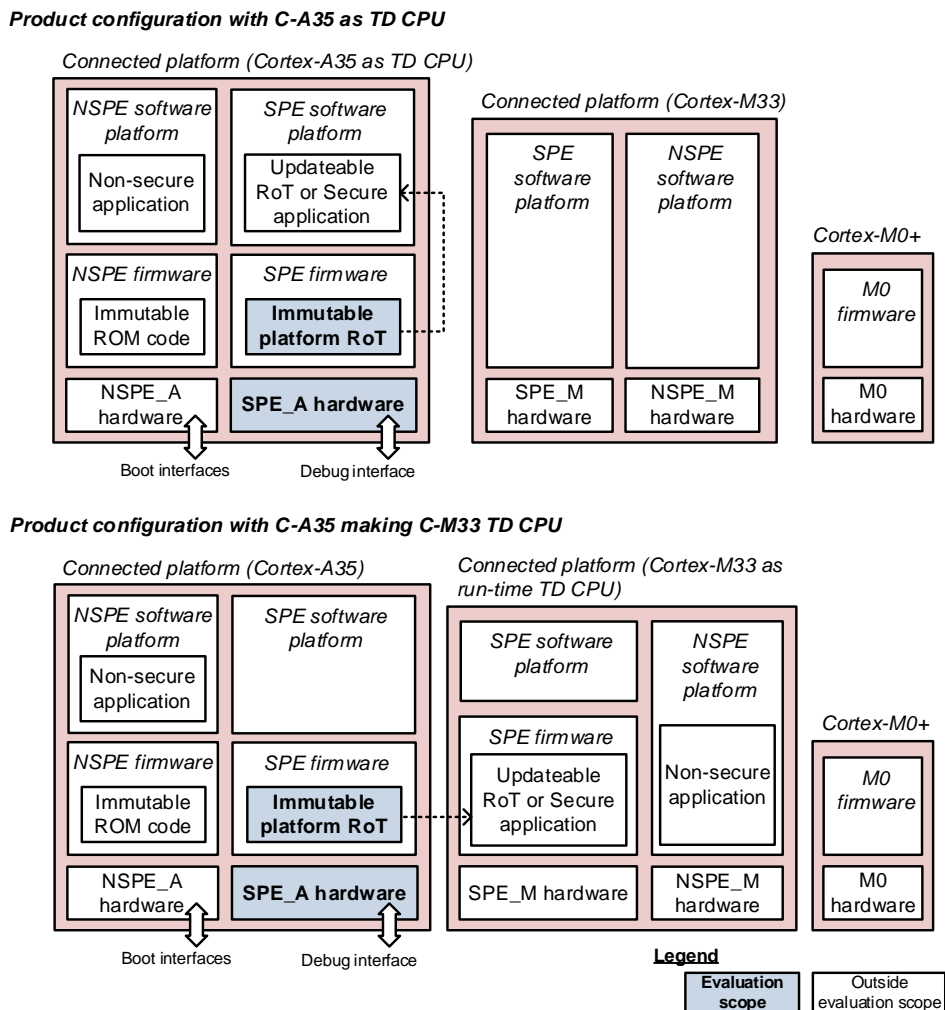 Product configuration with C-A35 as TD CPU
Connected platform (Cortex-A35 as TD CPU)
NSPE software
platform
Non-secure
application
SPE software
platform
Updateable
RoT or Secure
application
NSPE firmware
Immutable
ROM code
SPE firmware
Immutable
platform RoT
NSPE_A
hardware
SPE_A hardware
Boot interfaces
Debug interface
Connected platform (Cortex-M33)
SPE
software
platform
NSPE
software
platform
SPE_M
hardware
NSPE_M
hardware
Cortex-M0+
M0
firmware
M0
hardware
Product configuration with C-A35 making C-M33 TD CPU
Connected platform (Cortex-A35)
NSPE software
platform
Non-secure
application
SPE software
platform
NSPE firmware
Immutable
ROM code
SPE firmware
Immutable
platform RoT
NSPE_A
hardware
SPE_A hardware
Boot interfaces
Debug interface
Connected platform (Cortex-M33 as
run-time TD CPU)
SPE software
platform
NSPE
software
platform
SPE firmware
Updateable
RoT or Secure
application
Non-secure
application
SPE_M hardware
NSPE_M
hardware
Cortex-M0+
M0
firmware
M0
hardware
Legend
Evaluation
scope
Outside
evaluation scope